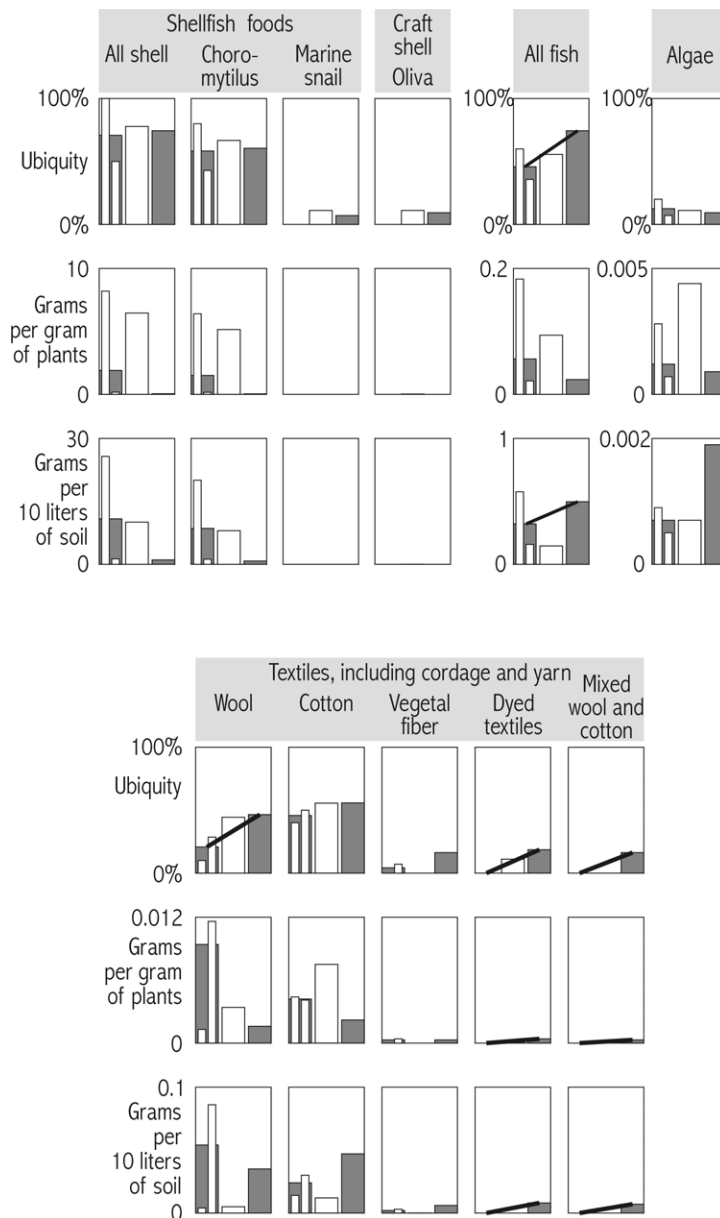 Shellfish foods
Craft
shell
All shell
Choro-
mytilus
Marine
snail
Oliva
All fish
Algae
100%
100%
100%
Ubiquity
0%
0%
0%
10
0.2
0.005
Grams
per gram
of plants
0
0
0
30
1
0.002
Grams
per
10 liters
of soil
0
0
0
Textiles, including cordage and yarn
Wool
Cotton
Vegetal
fiber
Dyed
textiles
Mixed
wool and
cotton
100%
Ubiquity
0%
0.012
Grams
per gram
of plants
0
0.1
Grams
per
10 liters
of soil
0